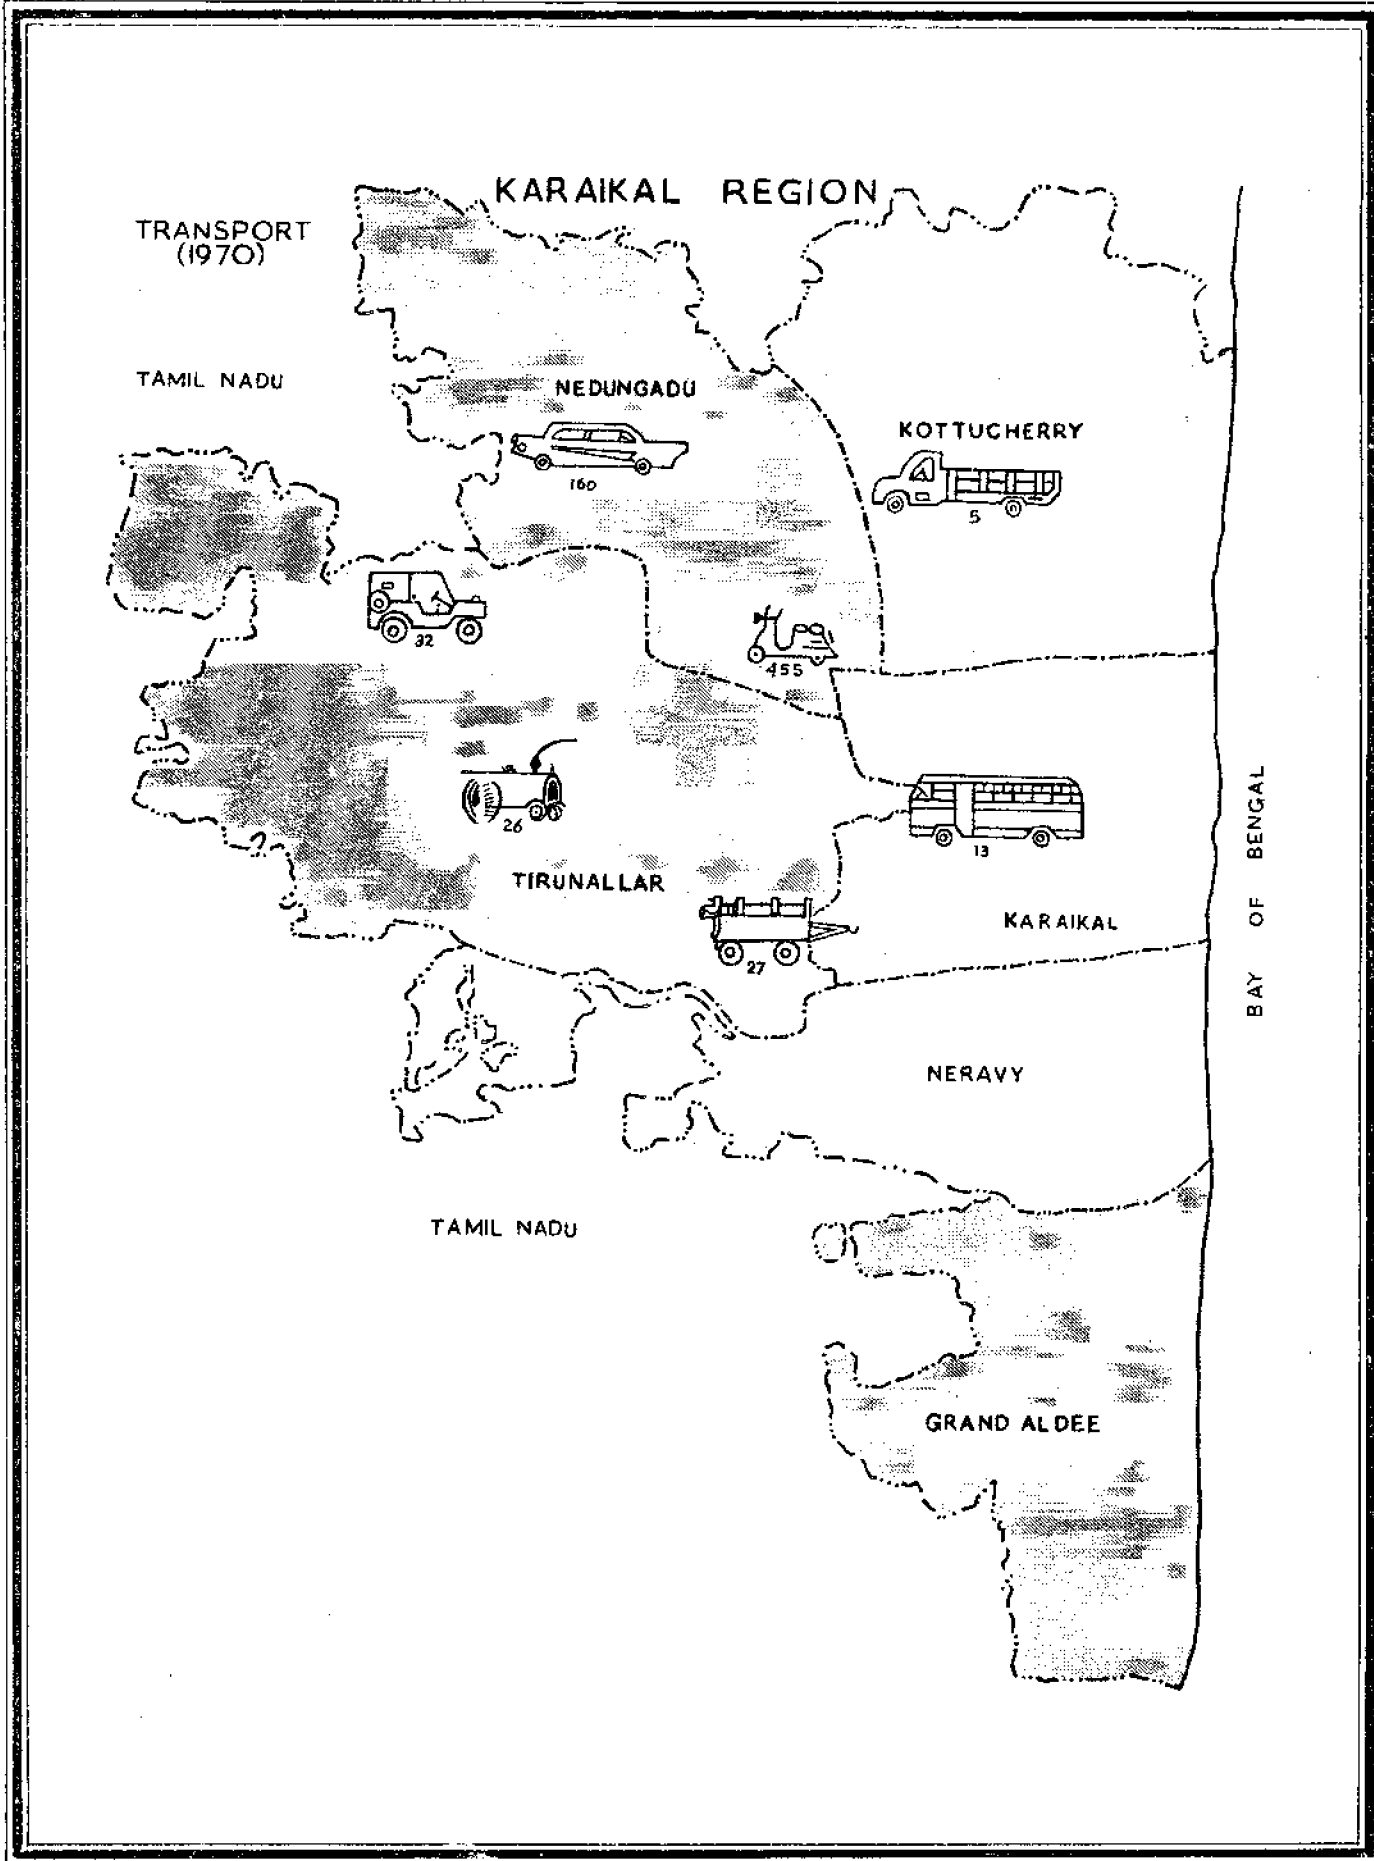 KARAIKAL REGION
TRANSPORT
(1970)
TAMIL NADU
NEDUNGADU
160
KOTTUCHERRY
5
32
455
26
13
TIRUNALLAR
KARAIKAL
27
BAY OF BENGAL
NERAVY
TAMIL NADU
GRAND ALDEE